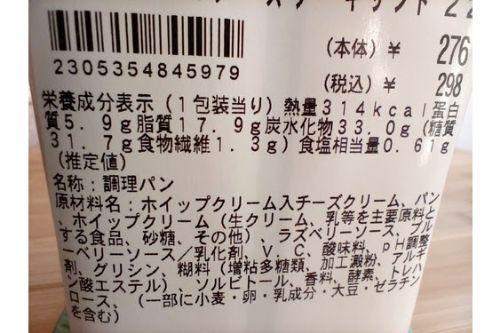 2305354845979
(本体)¥ 276
(税込)¥ 298
栄養成分表示(1包装当り)熱量314kcal蛋白
質5.9g脂質17.9g炭水化物33.0g(糖質
31.7g食物繊維1.3g)食塩相当量0.61g
(推定値)
名称:調理パン
原材料名:ホイップクリーム入チーズクリーム、パン
、ホイップクリーム(生クリーム、乳等を主要原料と
する食品、砂糖、その他)、ラズベリーソース、ブル
ーベリーソース/乳化剤、V.C、酸味料、pH調整
剤、グリシン、糊料(増粘多糖類、加工澱粉、アルギ
ン酸エステル)、ソルビトール、香料、酵素、トレハ
ロース、(一部に小麦・卵・乳成分・大豆・ゼラチン
を含む)